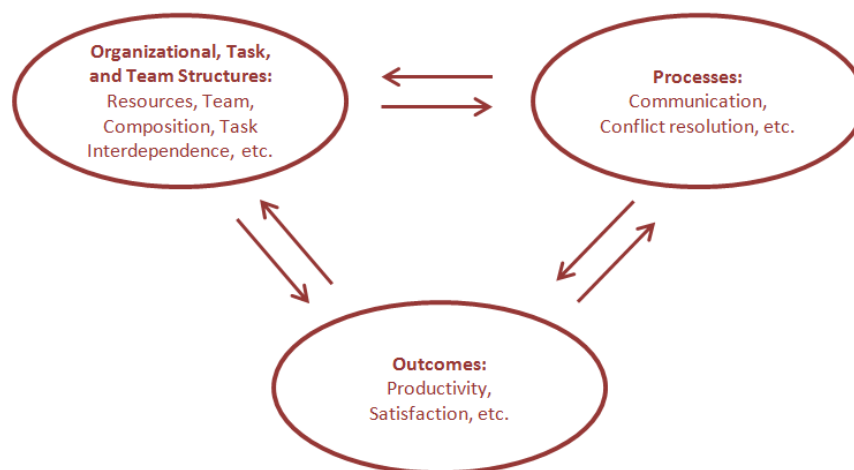 Organizational, Task,
and Team Structures:
Resources, Team,
Composition, Task
Interdependence, etc.
Processes:
Communication,
Conflict resolution, etc.
Outcomes:
Productivity,
Satisfaction, etc.